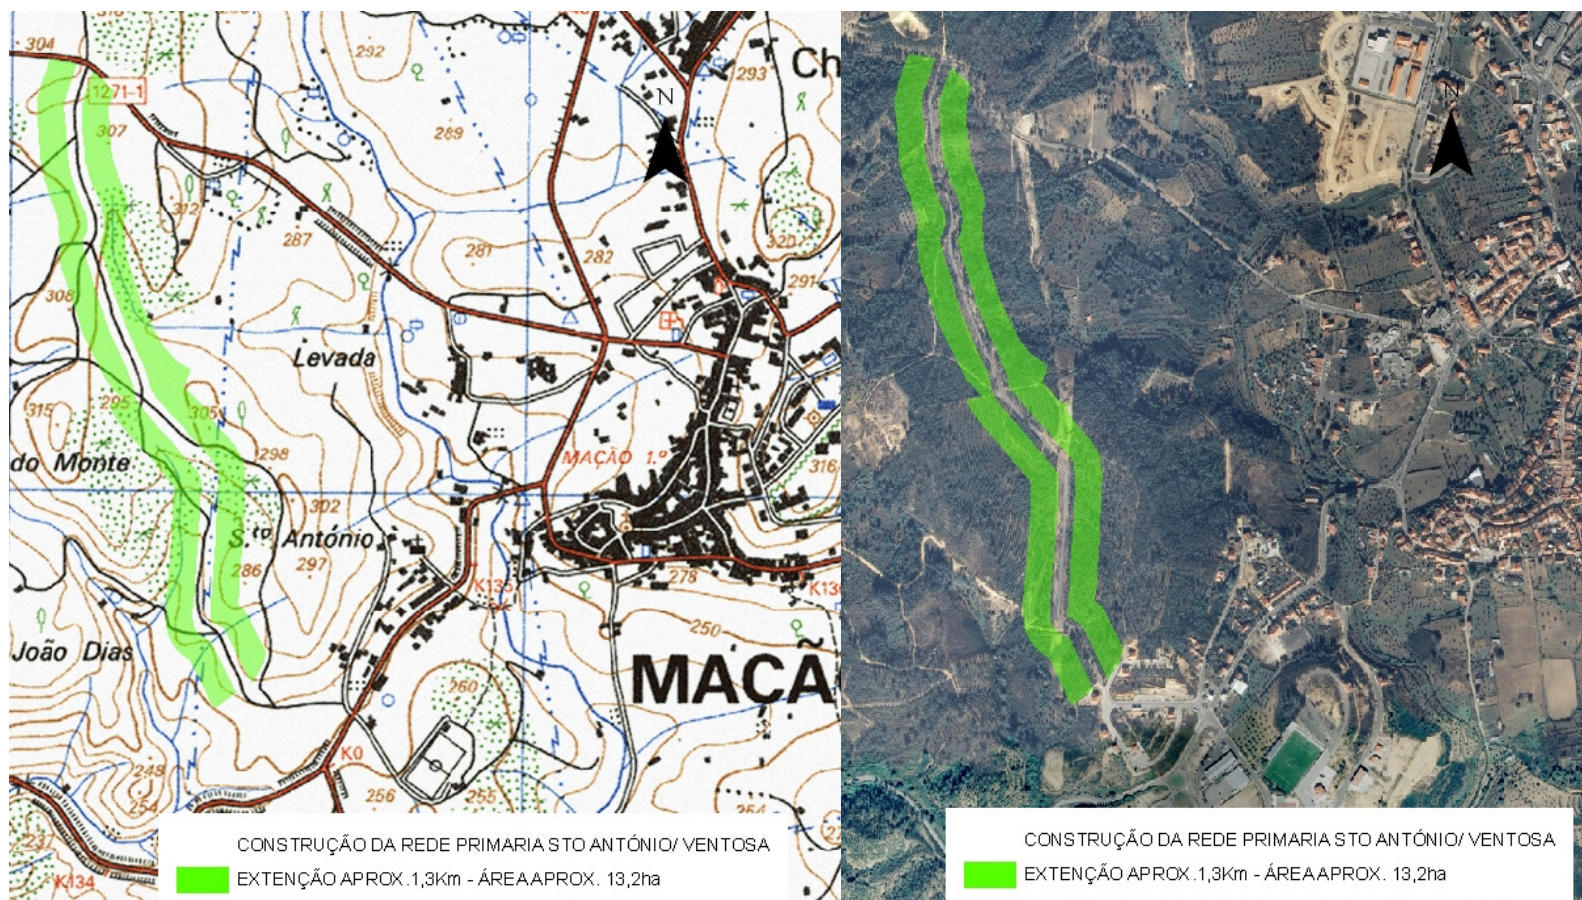 304
292
293
Ch
1271-1
N
N
307
289
312
287
281
282
320
291
308
Levada
315
295
305
do Monte
298
MAÇÃO 1.º
316
302
S.to António
297
286
278
K135
João Dias
250
260
MAÇÃ
K0
248
254
256
255
254
237
K134
CONSTRUÇÃO DA REDE PRIMARIA STO ANTÓNIO/ VENTOSA
EXTENÇÃO APROX.1,3Km - ÁREA APROX. 13,2ha
CONSTRUÇÃO DA REDE PRIMARIA STO ANTÓNIO/ VENTOSA
EXTENÇÃO APROX.1,3Km - ÁREA APROX. 13,2ha